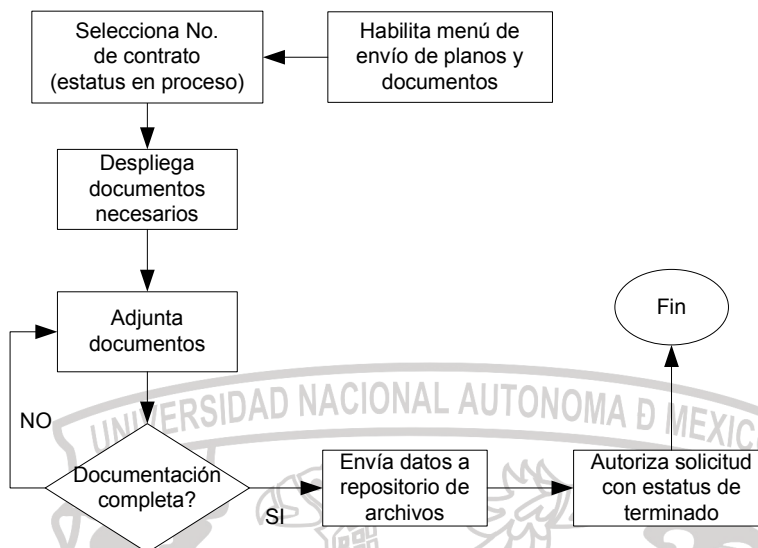 Selecciona No.
de contrato
(estatus en proceso)
Habilita menú de
envío de planos y
documentos
Despliega
documentos
necesarios
Adjunta
documentos
Fin
NO
UNIVERSIDAD NACIONAL AUTONOMA Đ MEXICO
Documentación
completa?
SI
Envía datos a
repositorio de
archivos
Autoriza solicitud
con estatus de
terminado